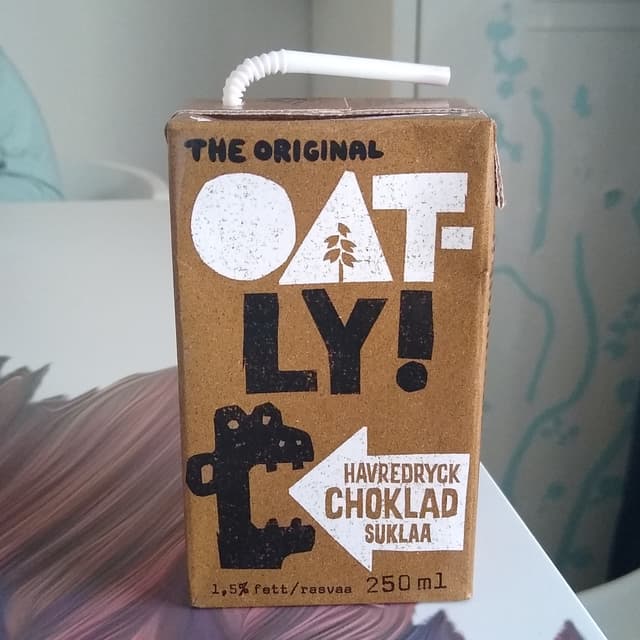 THE ORIGINAL
OAT-
LY!
HAVREDRYCK
CHOKLAD
SUKLAA
1,5% fett/rasvaa 250 ml